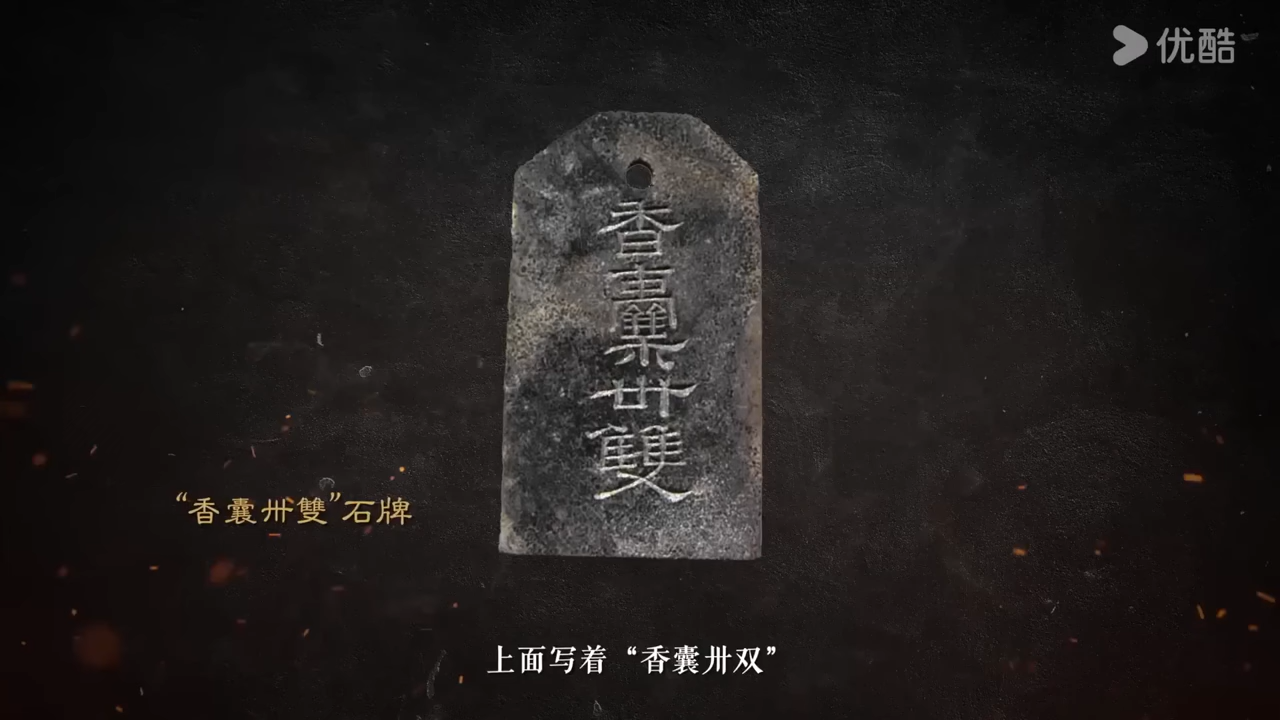 优酷
香
囊
卅
雙
“香囊卅雙”石牌
上面写着“香囊卅双”